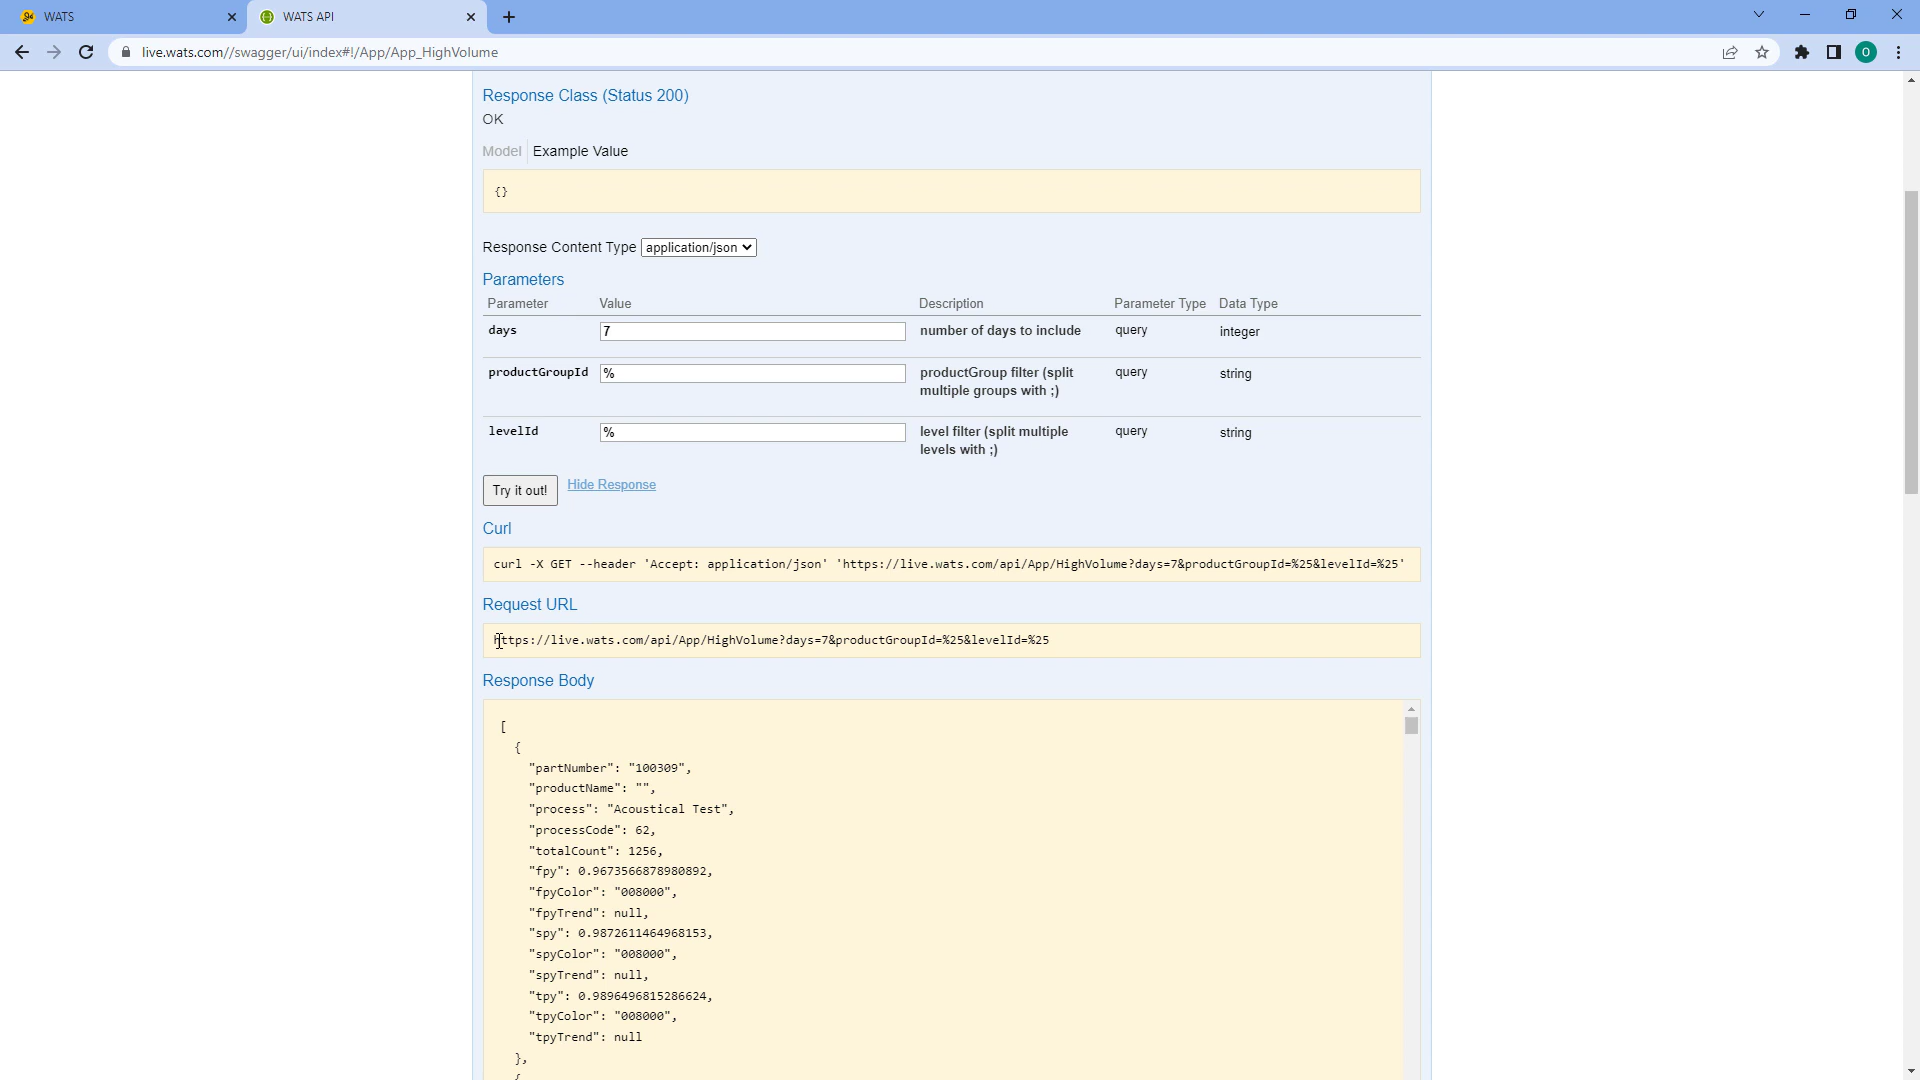 WATS
WATS API
live.wats.com//swagger/ui/index#!/App/App_HighVolume
O
Response Class (Status 200)
OK
Model Example Value
{}
Response Content Type application/json
Parameters
Parameter Value Description Parameter Type Data Type
days 7 number of days to include query integer
productGroupId % productGroup filter (split query string
multiple groups with ;)
levelId % level filter (split multiple query string
levels with ;)
Try it out! Hide Response
Curl
curl -X GET --header 'Accept: application/json' 'https://live.wats.com/api/App/HighVolume?days=7&productGroupId=%25&levelId=%25'
Request URL
https://live.wats.com/api/App/HighVolume?days=7&productGroupId=%25&levelId=%25
Response Body
[
{
"partNumber": "100309",
"productName": "",
"process": "Acoustical Test",
"processCode": 62,
"totalCount": 1256,
"fpy": 0.9673566878980892,
"fpyColor": "008000",
"fpyTrend": null,
"spy": 0.9872611464968153,
"spyColor": "008000",
"spyTrend": null,
"tpy": 0.9896496815286624,
"tpyColor": "008000",
"tpyTrend": null
},
{